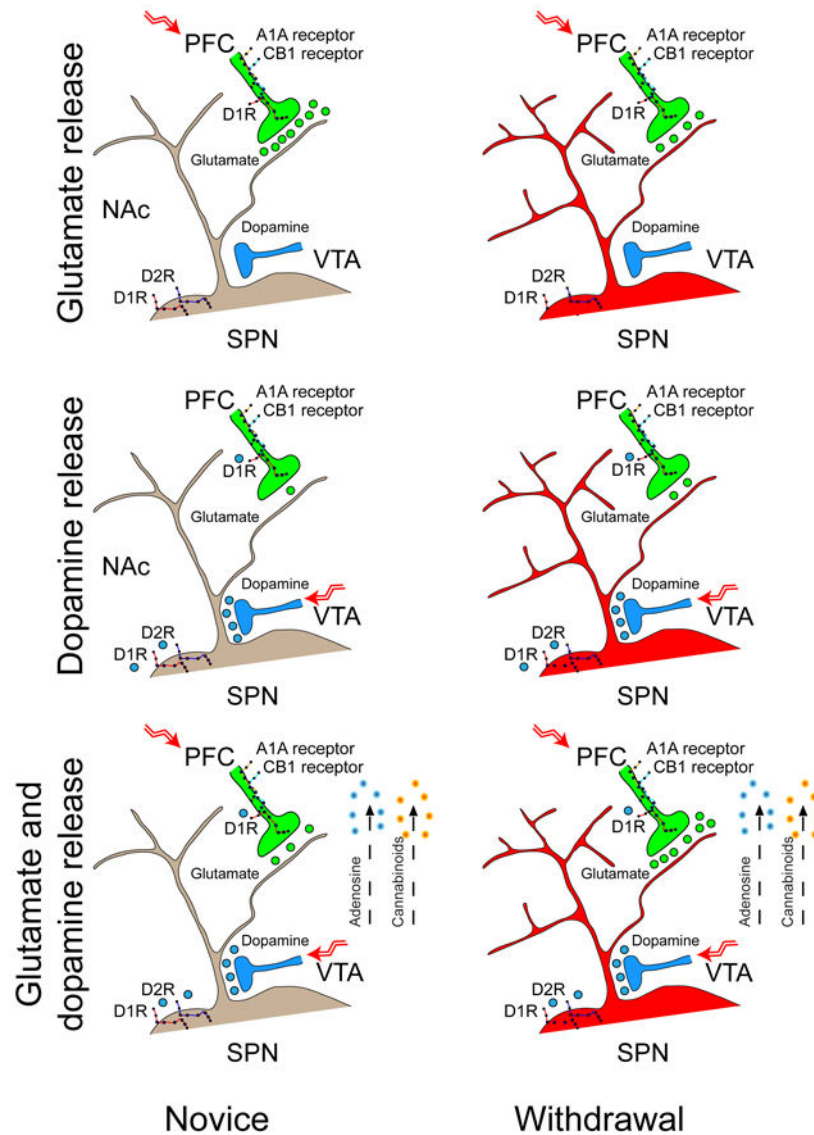 Glutamate release
PFC
A1A receptor
CB1 receptor
D1R
Glutamate
NAc
Dopamine
VTA
D2R
D1R
SPN
PFC
A1A receptor
CB1 receptor
D1R
Glutamate
Dopamine
VTA
D2R
D1R
SPN
Dopamine release
PFC
A1A receptor
CB1 receptor
D1R
Glutamate
NAc
Dopamine
VTA
D2R
D1R
SPN
PFC
A1A receptor
CB1 receptor
D1R
Glutamate
Dopamine
VTA
D2R
D1R
SPN
Glutamate and
dopamine release
PFC
A1A receptor
CB1 receptor
D1R
Glutamate
Adenosine
Cannabinoids
Dopamine
VTA
D2R
D1R
SPN
PFC
A1A receptor
CB1 receptor
D1R
Glutamate
Adenosine
Cannabinoids
Dopamine
VTA
D2R
D1R
SPN
Novice
Withdrawal